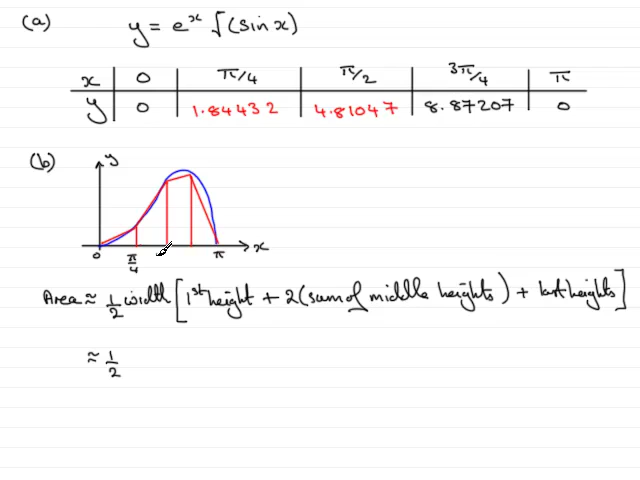 (a) y = eˣ √(sin x)
x 0 π/4 π/2 3π/4 π
y 0 1.84432 4.81047 8.87207 0
(b) y
0 π/4 π x
Area ≈ 1/2 width [1st height + 2(sum of middle heights) + last heights]
≈ 1/2